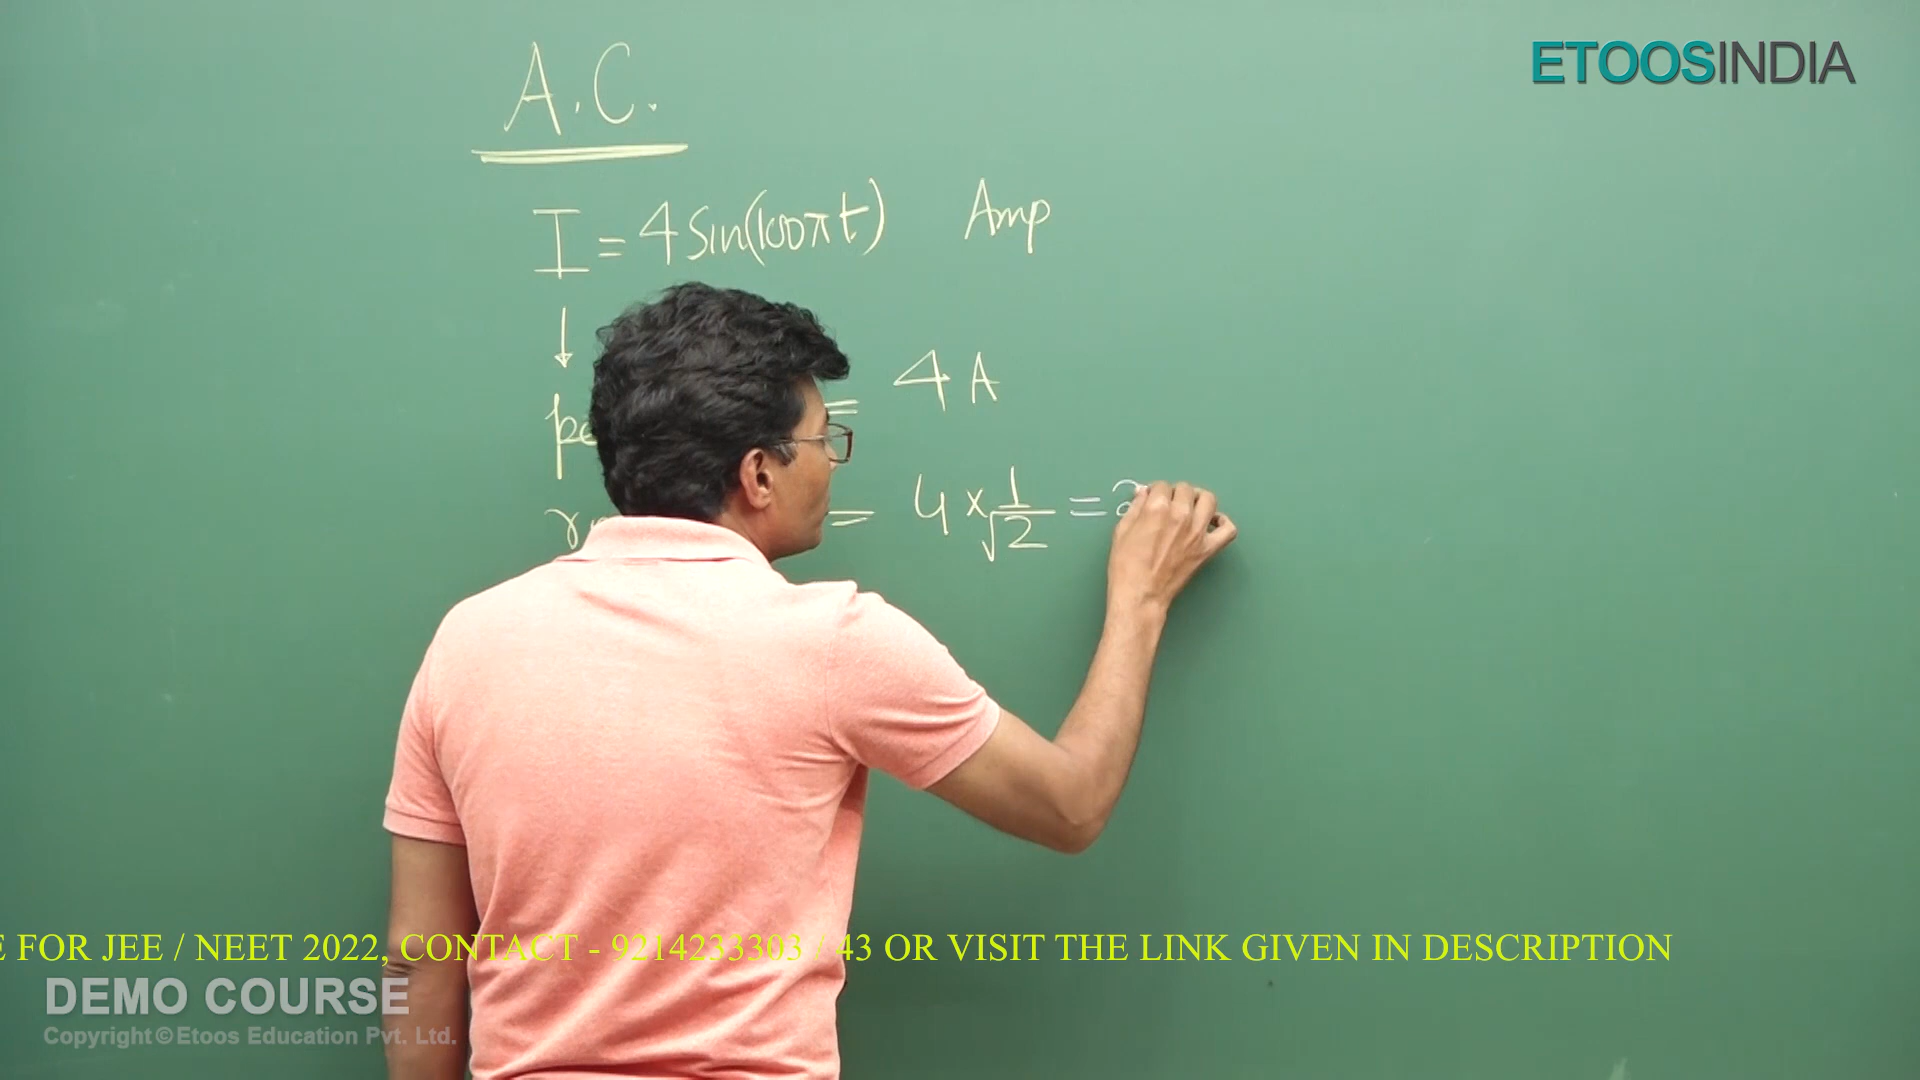 ETOOSINDIA
A.C.
I = 4 Sin(100πt) Amp
↓
= 4 A
= 4 × 1/√2 = 2
E FOR JEE / NEET 2022, CONTACT - 9214233303 / 43 OR VISIT THE LINK GIVEN IN DESCRIPTION
DEMO COURSE
Copyright © Etoos Education Pvt. Ltd.